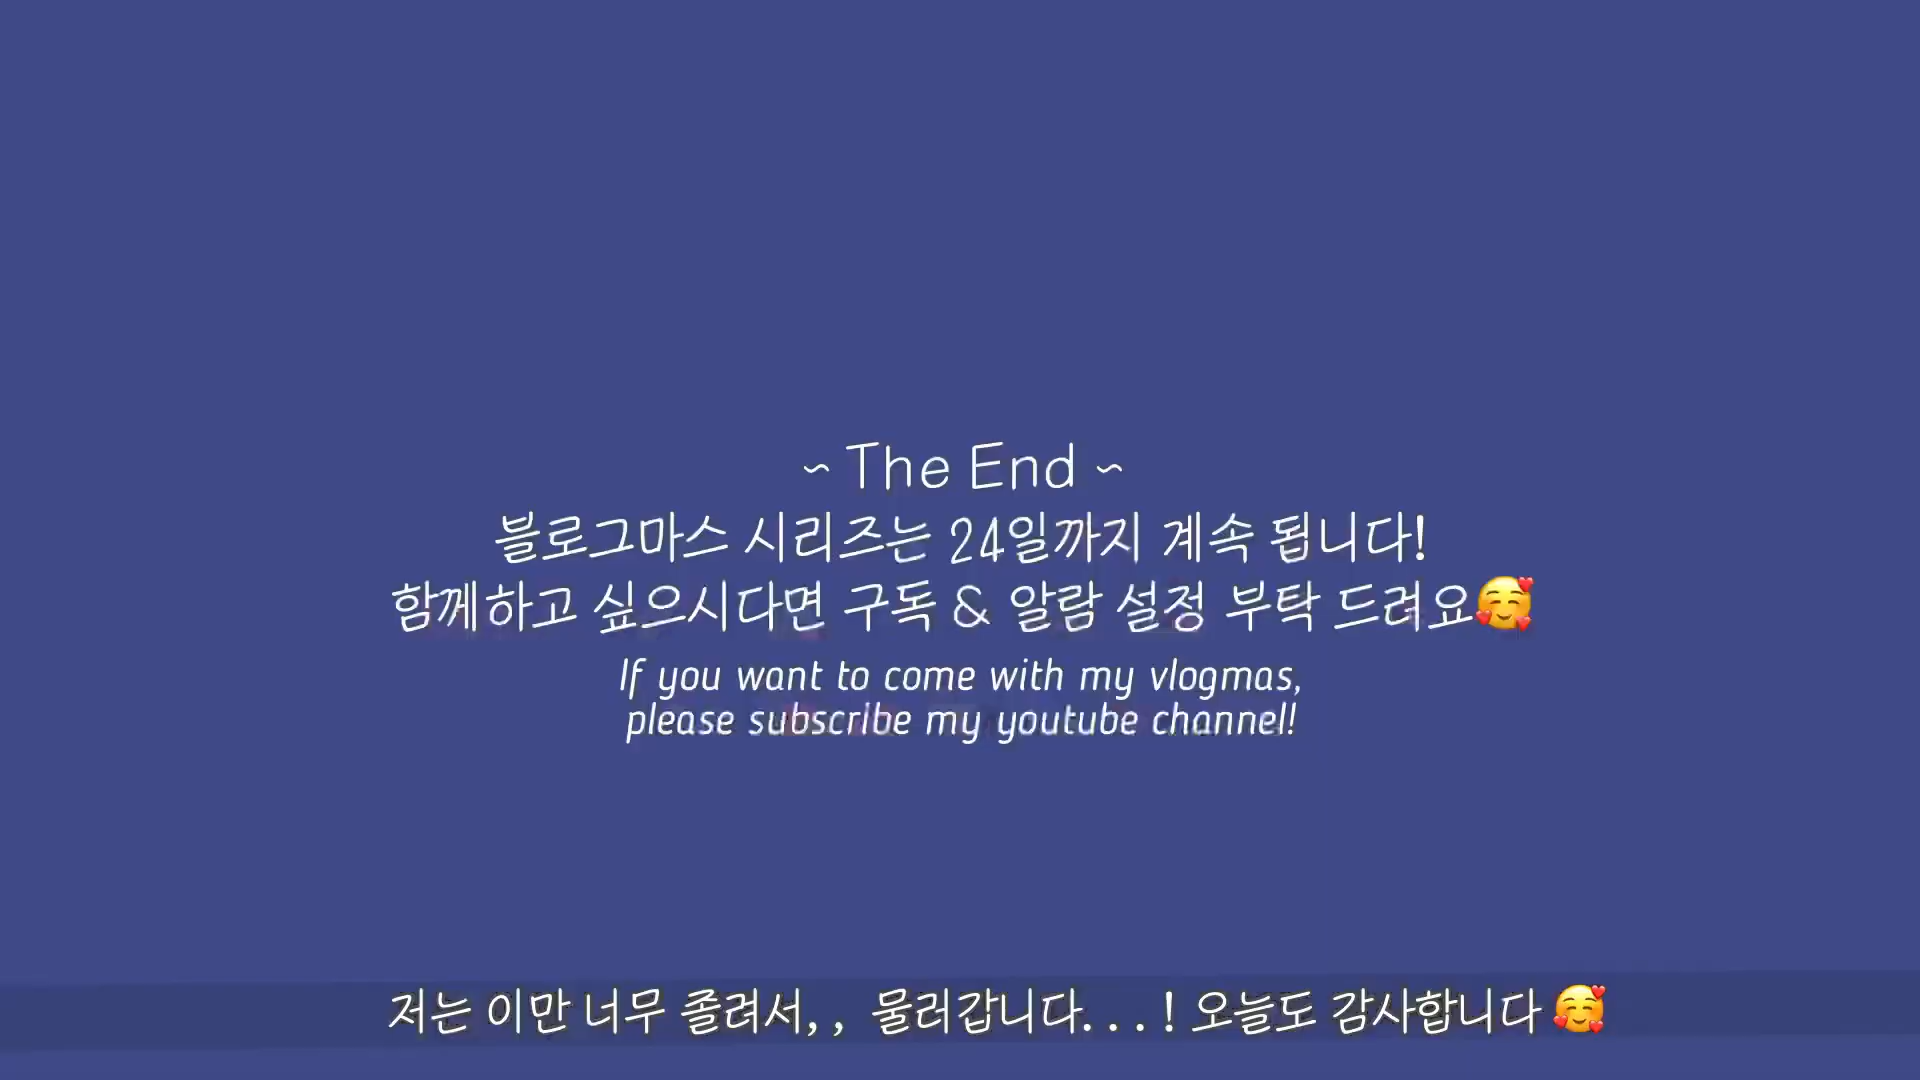 ~ The End ~
블로그마스 시리즈는 24일까지 계속 됩니다!
함께하고 싶으시다면 구독 & 알람 설정 부탁 드려요🥰
If you want to come with my vlogmas,
please subscribe my youtube channel!
저는 이만 너무 졸려서,, 물러갑니다...! 오늘도 감사합니다 🥰